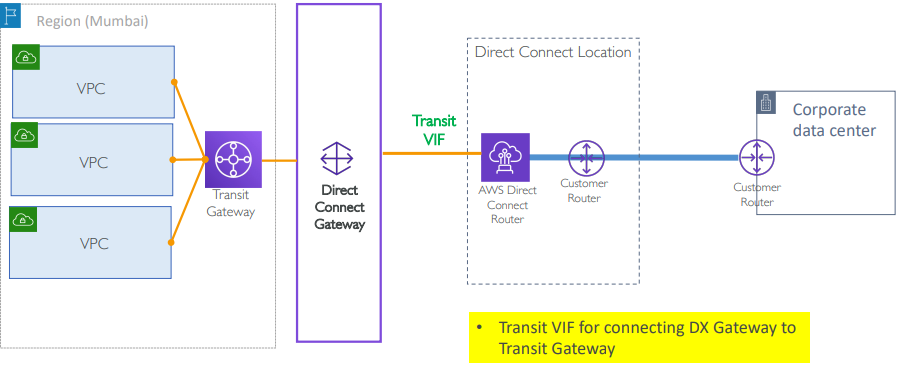 Region (Mumbai)
VPC
VPC
VPC
Transit
Gateway
Direct
Connect
Gateway
Transit
VIF
Direct Connect Location
AWS Direct
Connect
Router
Customer
Router
Corporate
data center
Customer
Router
• Transit VIF for connecting DX Gateway to
Transit Gateway